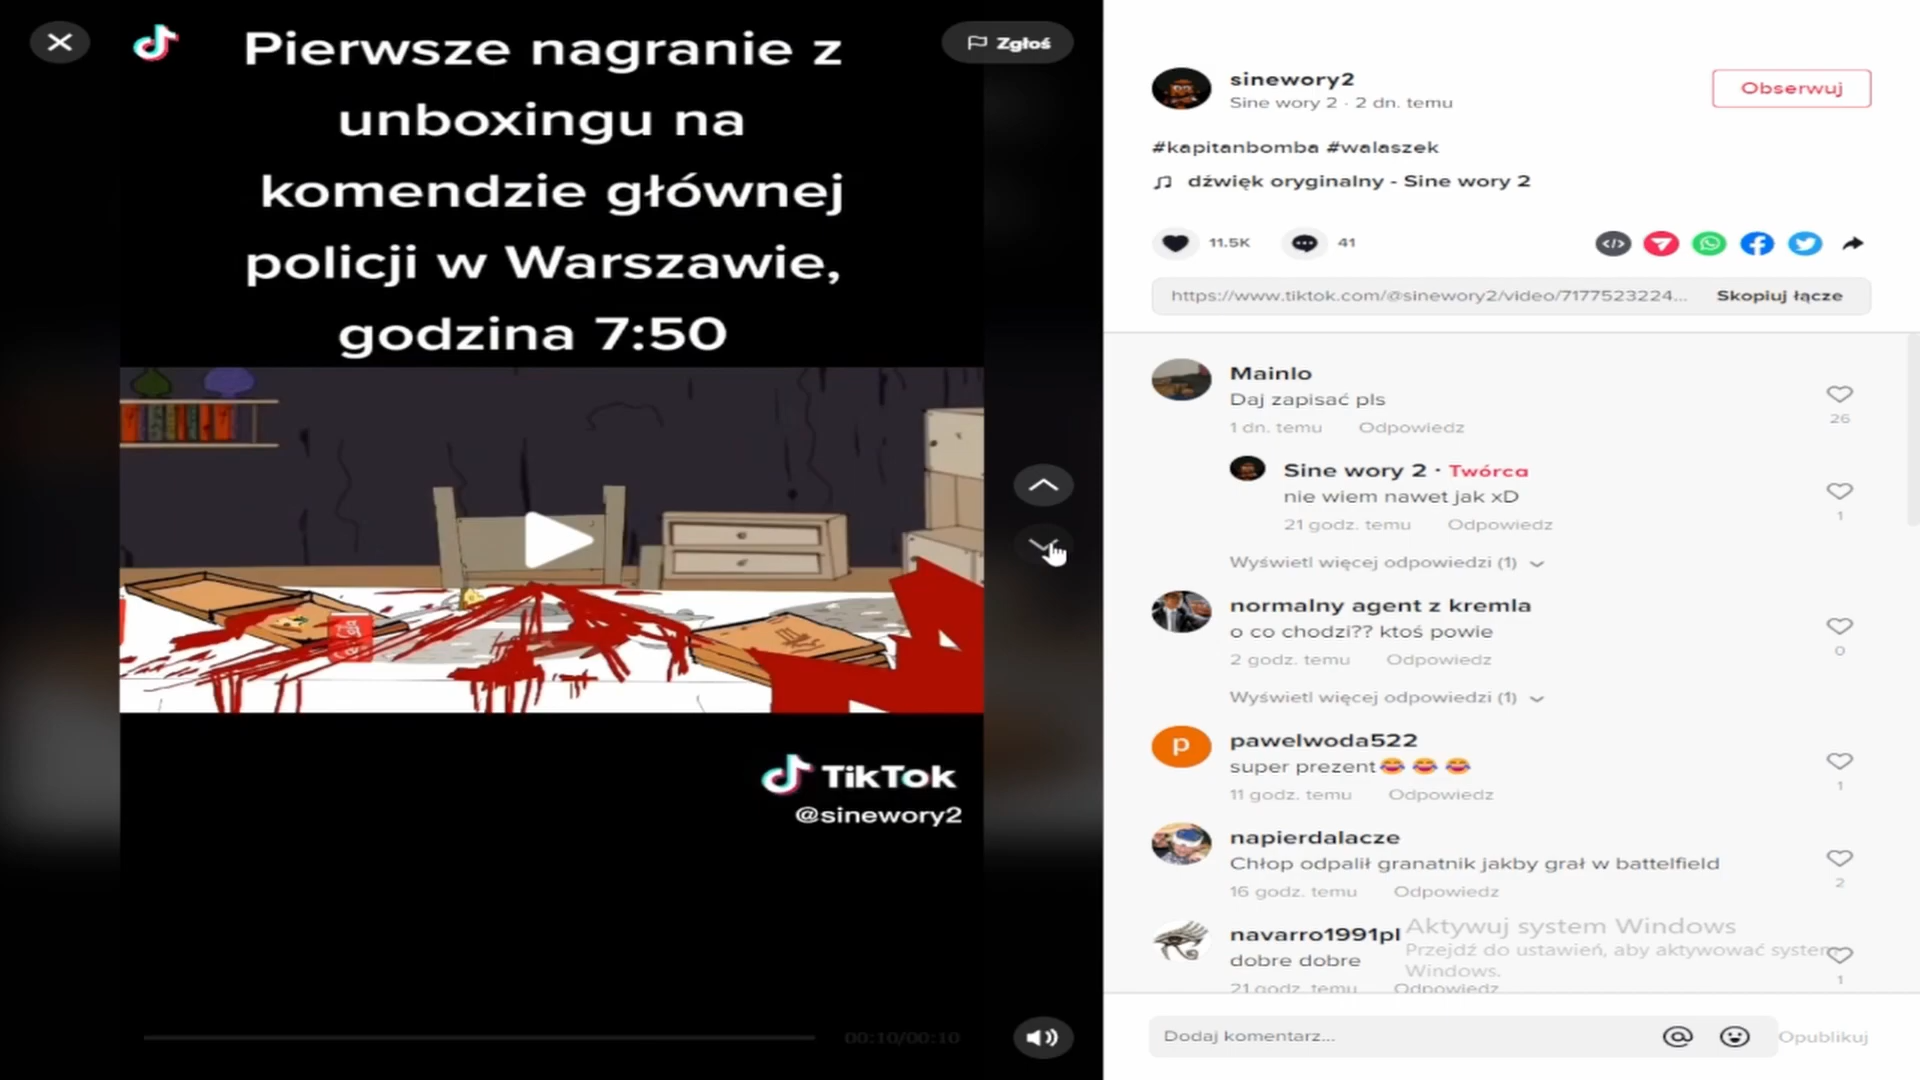 Pierwsze nagranie z
unboxingu na
komendzie głównej
policji w Warszawie,
godzina 7:50
Zgłoś
TikTok
@sinewory2
00:10/00:10
sinewory2
Sine wory 2 · 2 dn. temu
Obserwuj
#kapitanbomba #walaszek
dźwięk oryginalny - Sine wory 2
11.5K
41
https://www.tiktok.com/@sinewory2/video/7177523224...
Skopiuj łącze
Mainlo
Daj zapisać pls
1 dn. temu Odpowiedz
26
Sine wory 2 · Twórca
nie wiem nawet jak xD
21 godz. temu Odpowiedz
1
Wyświetl więcej odpowiedzi (1)
normalny agent z kremla
o co chodzi?? ktoś powie
2 godz. temu Odpowiedz
0
Wyświetl więcej odpowiedzi (1)
p
pawelwoda522
super prezent😂 😂 😂
11 godz. temu Odpowiedz
1
napierdalacze
Chłop odpalił granatnik jakby grał w battelfield
16 godz. temu Odpowiedz
2
navarro1991pl
dobre dobre
21 godz. temu Odpowiedz
1
Aktywuj system Windows
Przejdź do ustawień, aby aktywować system
Windows.
Dodaj komentarz...
Opublikuj